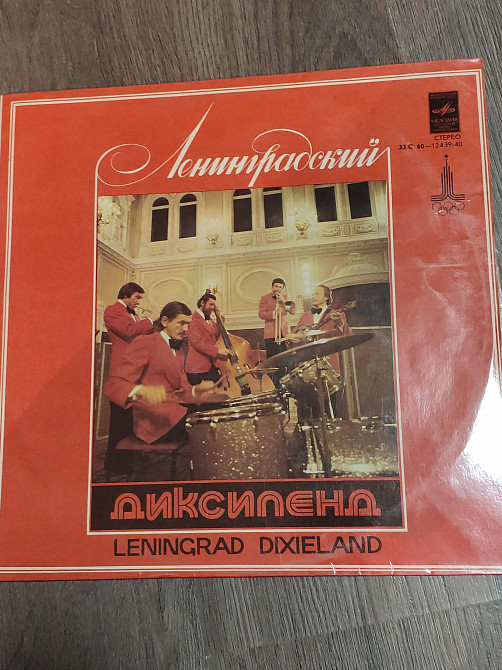 МЕЛОДИЯ
СТЕРЕО
33 С 60—12439-40
Ленинградский
ДИКСИЛЕНД
LENINGRAD DIXIELAND